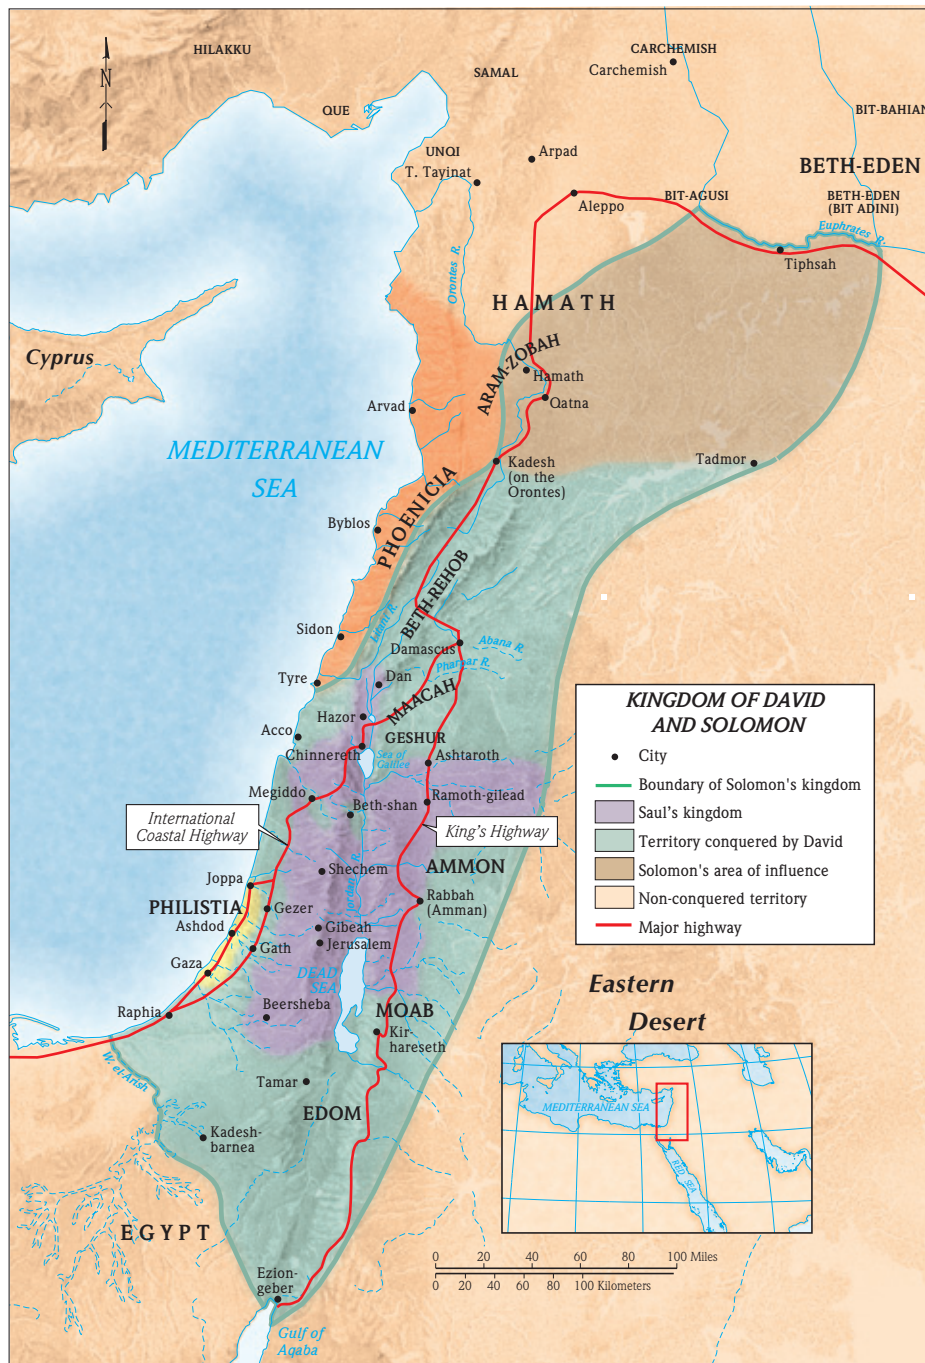 HILAKKU
CARCHEMISH
Carchemish
N
SAMAL
QUE
BIT-BAHIANI
UNQI
Arpad
T. Tayinat
BETH-EDEN
Aleppo
BIT-AGUSI
BETH-EDEN
(BIT ADINI)
Euphrates R.
Orontes R.
Tiphsah
HAMATH
Cyprus
ARAM-ZOBAH
Hamath
Qatna
Arvad
MEDITERRANEAN
SEA
Kadesh
(on the
Orontes)
Tadmor
PHOENICIA
Byblos
BETH-REHOB
Litani R.
Sidon
Damascus
Abana R.
Pharpar R.
Tyre
Dan
MAACAH
Hazor
Acco
GESHUR
Chinnereth
Sea of
Galilee
Ashtaroth
Megiddo
Beth-shan
Ramoth-gilead
International
Coastal Highway
King's Highway
Shechem
Jordan R.
AMMON
Joppa
Rabbah
(Amman)
PHILISTIA
Gezer
Ashdod
Gibeah
Jerusalem
Gath
Gaza
DEAD
SEA
Raphia
Beersheba
MOAB
Kir-
hareseth
W. el-Arish
Tamar
EDOM
Kadesh-
barnea
EGYPT
Ezion-
geber
Gulf of
Aqaba
KINGDOM OF DAVID
AND SOLOMON
City
Boundary of Solomon's kingdom
Saul's kingdom
Territory conquered by David
Solomon's area of influence
Non-conquered territory
Major highway
Eastern
Desert
MEDITERRANEAN SEA
RED SEA
0 20 40 60 80 100 Miles
0 20 40 60 80 100 Kilometers